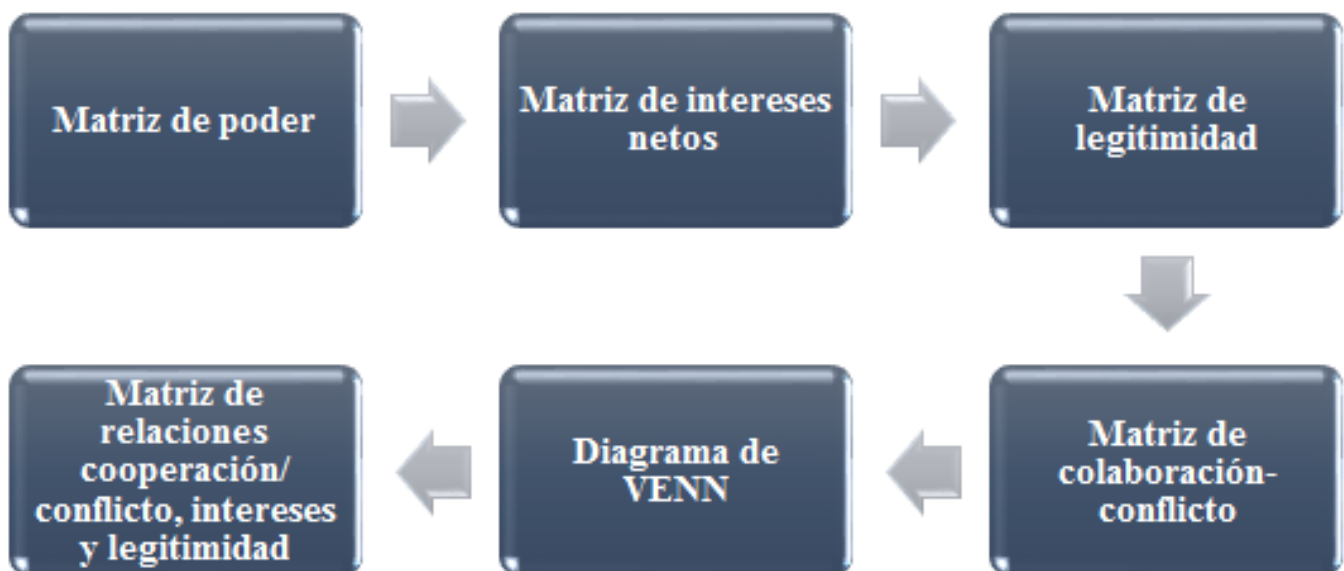 Matriz de poder
Matriz de intereses
netos
Matriz de
legitimidad
Matriz de
colaboración-
conflicto
Diagrama de
VENN
Matriz de
relaciones
cooperación/
conflicto, intereses
y legitimidad